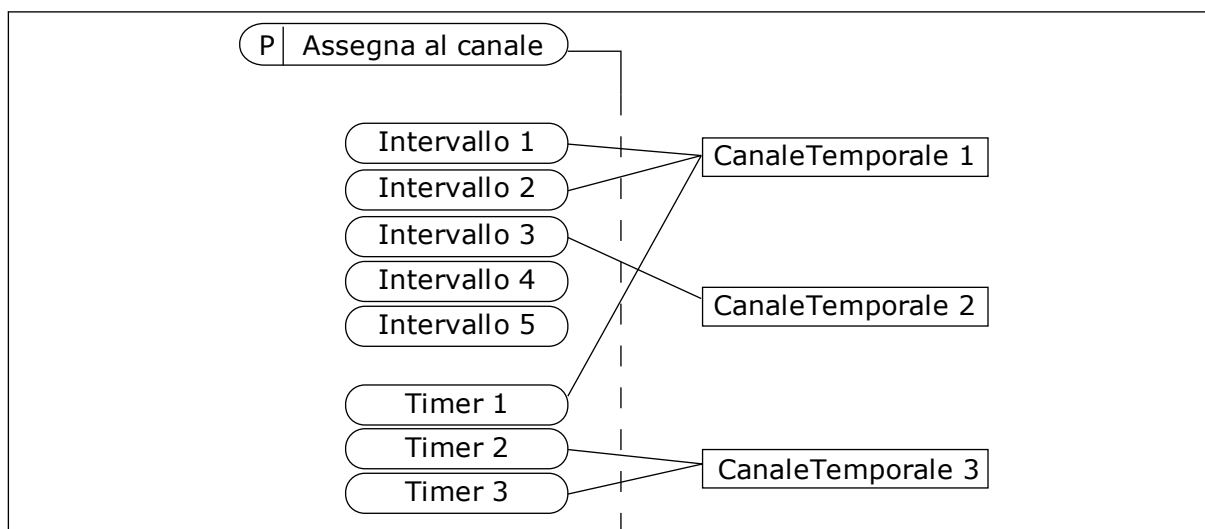 P Assegna al canale
Intervallo 1
CanaleTemporale 1
Intervallo 2
Intervallo 3
Intervallo 4
CanaleTemporale 2
Intervallo 5
Timer 1
Timer 2
CanaleTemporale 3
Timer 3